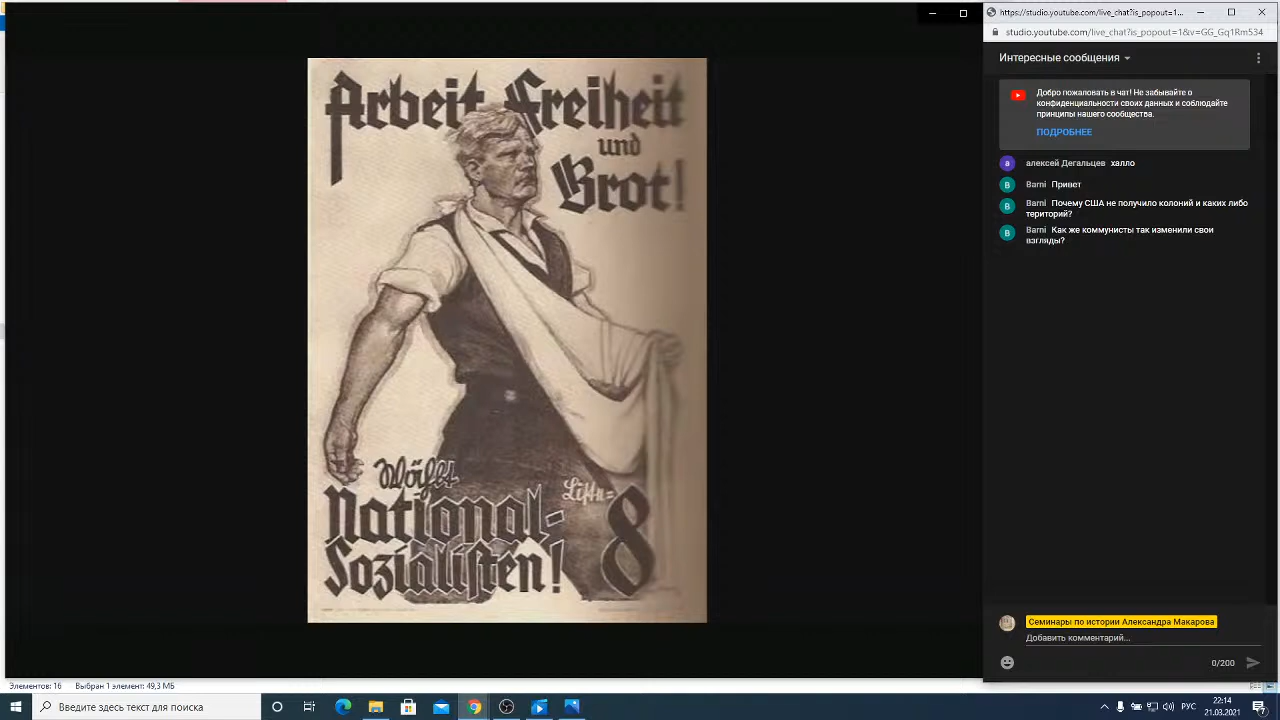 https://studio.youtube.com/live_chat?is_popout=1...
studio.youtube.com/live_chat?is_popout=1&v=GG_Gq1Rm534
Интересные сообщения
Добро пожаловать в чат! Не забывайте о
конфиденциальности своих данных и соблюдайте
принципы нашего сообщества.
ПОДРОБНЕЕ
а алексей Дегальцев халло
B Barni Привет
B Barni Почему США не получило колоний и каких либо
територий?
B Barni Как же коммунисты так изменили свои
взгляды?
Arbeit Freiheit
und
Brot!
Wählt
National-
Sozialisten!
Liste
8
Семинары по истории Александра Макарова
Добавить комментарий...
0/200
Элементов: 16 Выбран 1 элемент: 49,3 МБ
Введите здесь текст для поиска
РУС
22:14
21.03.2021